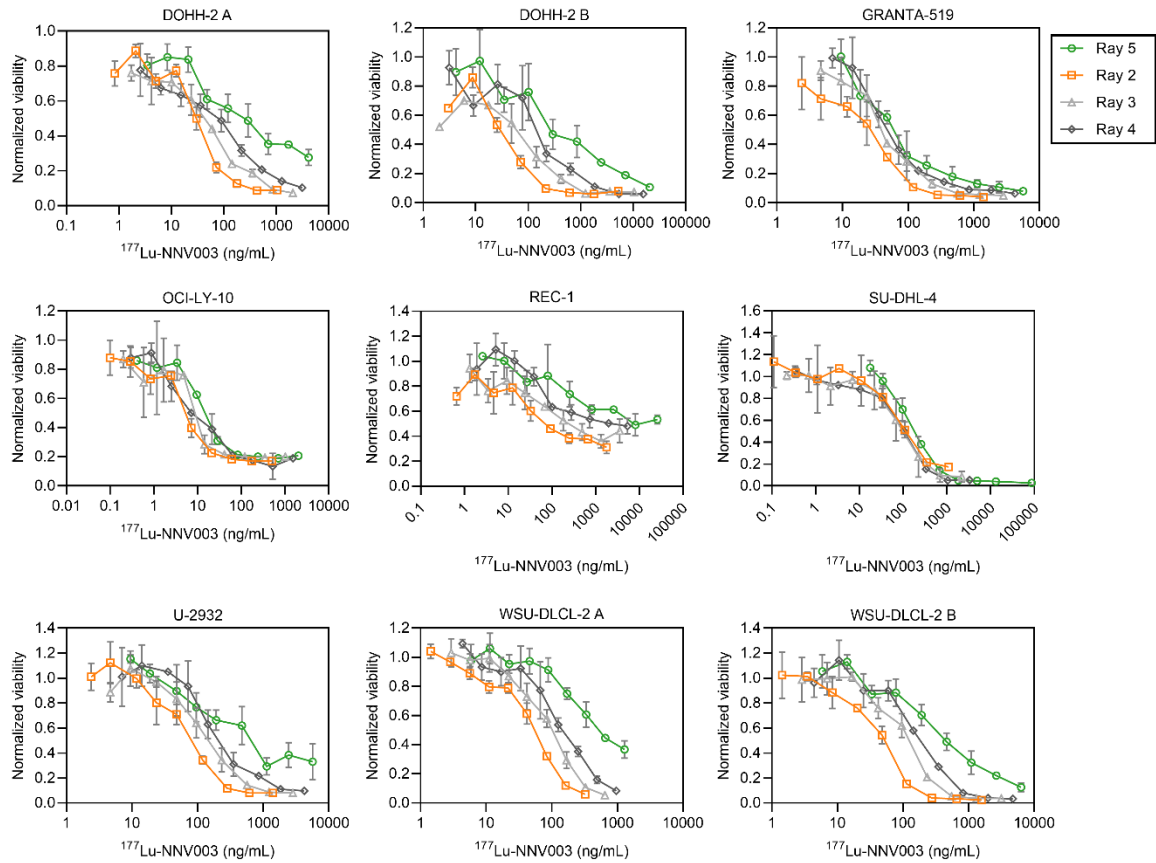 DOHH-2 A
Normalized viability
1.0
0.8
0.6
0.4
0.2
0.0
0.1 1 10 100 1000 10000
177Lu-NNV003 (ng/mL)
DOHH-2 B
Normalized viability
1.2
1.0
0.8
0.6
0.4
0.2
0.0
1 10 100 1000 10000 100000
177Lu-NNV003 (ng/mL)
GRANTA-519
Normalized viability
1.2
1.0
0.8
0.6
0.4
0.2
0.0
1 10 100 1000 10000
177Lu-NNV003 (ng/mL)
Ray 5
Ray 2
Ray 3
Ray 4
OCI-LY-10
Normalized viability
1.2
1.0
0.8
0.6
0.4
0.2
0.0
0.01 0.1 1 10 100 1000 10000
177Lu-NNV003 (ng/mL)
REC-1
Normalized viability
1.4
1.2
1.0
0.8
0.6
0.4
0.2
0.0
0.1 1 10 100 1000 10000 100000
177Lu-NNV003 (ng/mL)
SU-DHL-4
Normalized viability
1.6
1.4
1.2
1.0
0.8
0.6
0.4
0.2
0.0
0.1 1 10 100 1000 10000 100000
177Lu-NNV003 (ng/mL)
U-2932
Normalized viability
1.4
1.2
1.0
0.8
0.6
0.4
0.2
0.0
1 10 100 1000 10000
177Lu-NNV003 (ng/mL)
WSU-DLCL-2 A
Normalized viability
1.2
1.0
0.8
0.6
0.4
0.2
0.0
1 10 100 1000 10000
177Lu-NNV003 (ng/mL)
WSU-DLCL-2 B
Normalized viability
1.4
1.2
1.0
0.8
0.6
0.4
0.2
0.0
1 10 100 1000 10000
177Lu-NNV003 (ng/mL)